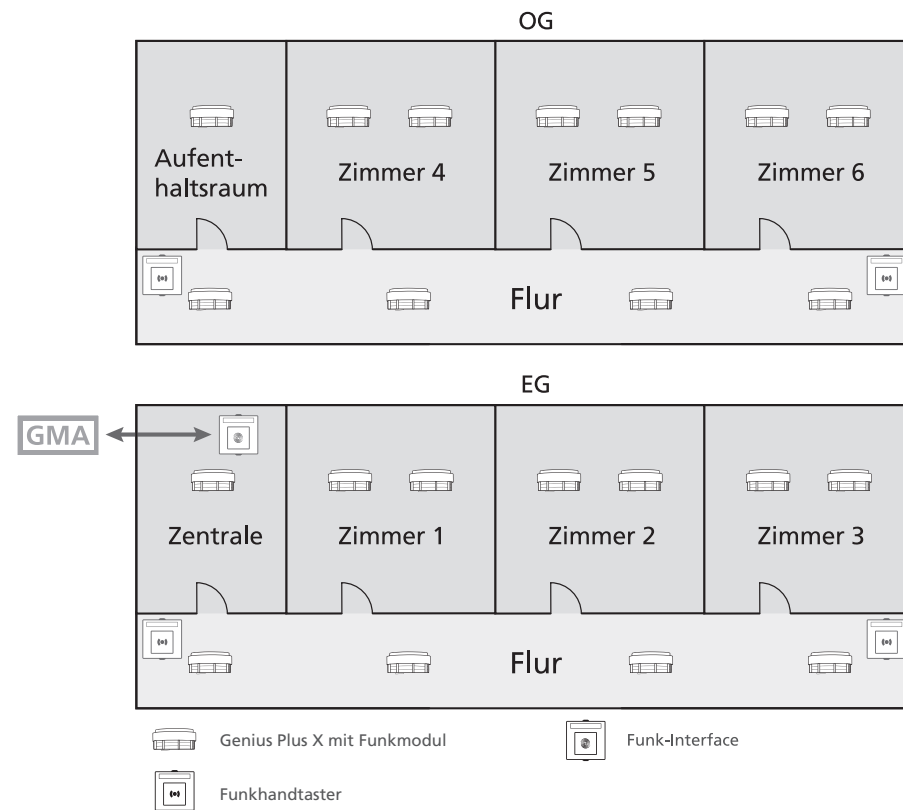 OG
Aufent-
haltsraum
Zimmer 4
Zimmer 5
Zimmer 6
Flur
EG
GMA
Zentrale
Zimmer 1
Zimmer 2
Zimmer 3
Flur
Genius Plus X mit Funkmodul
Funk-Interface
Funkhandtaster